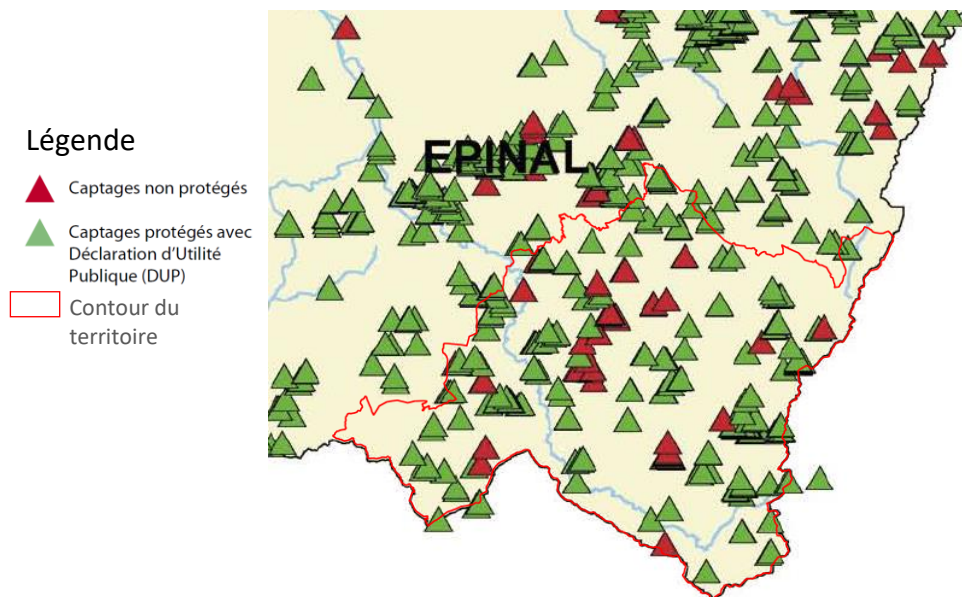 Légende
Captages non protégés
Captages protégés avec
Déclaration d'Utilité
Publique (DUP)
Contour du
territoire
EPINAL